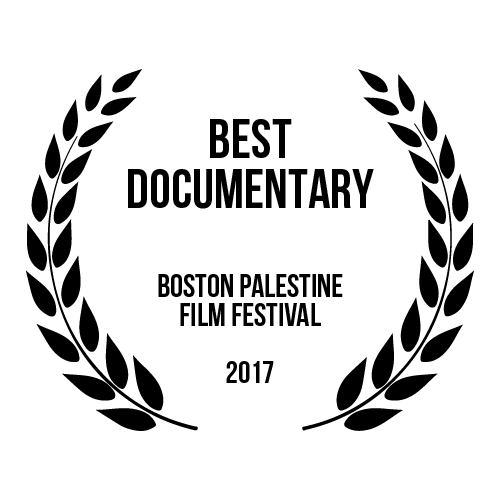 BEST
DOCUMENTARY
BOSTON PALESTINE
FILM FESTIVAL
2017